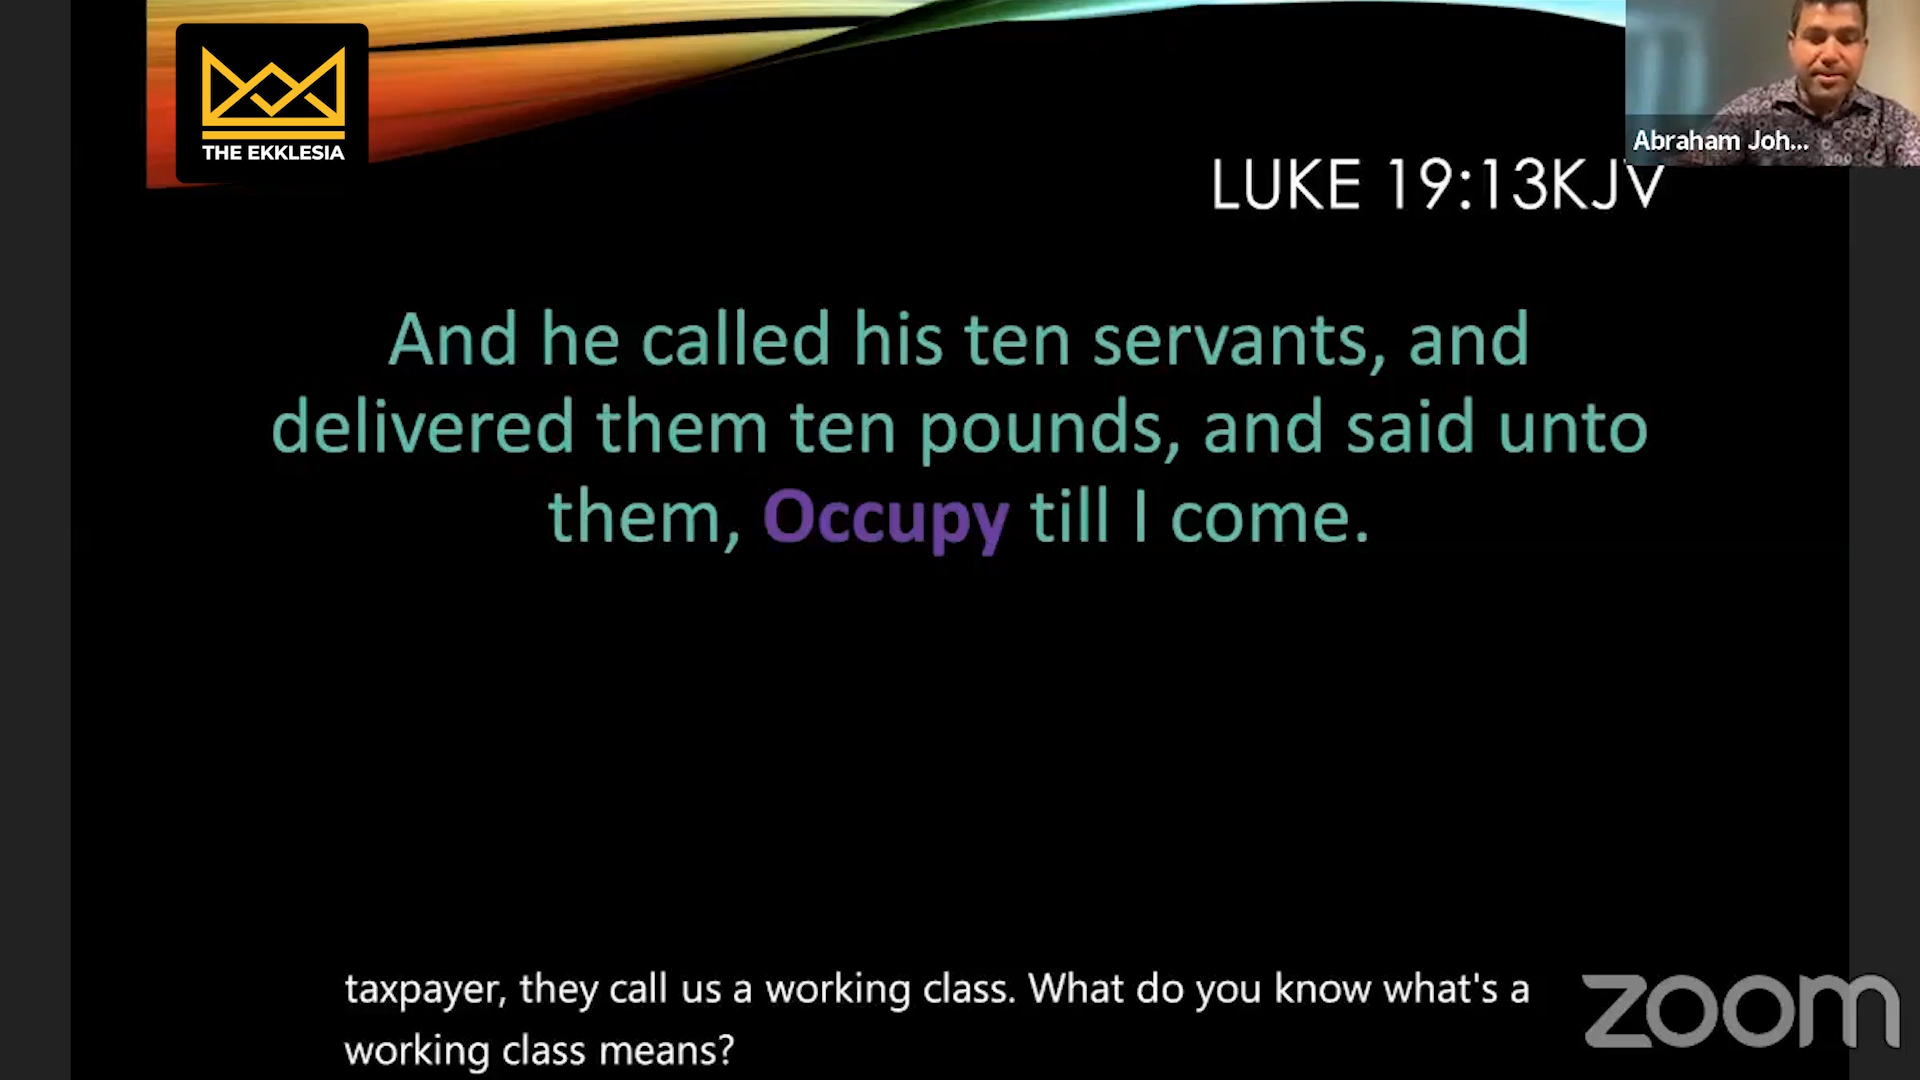 THE EKKLESIA
Abraham Joh...
LUKE 19:13KJV
And he called his ten servants, and
delivered them ten pounds, and said unto
them, Occupy till I come.
taxpayer, they call us a working class. What do you know what's a
working class means?
zoom